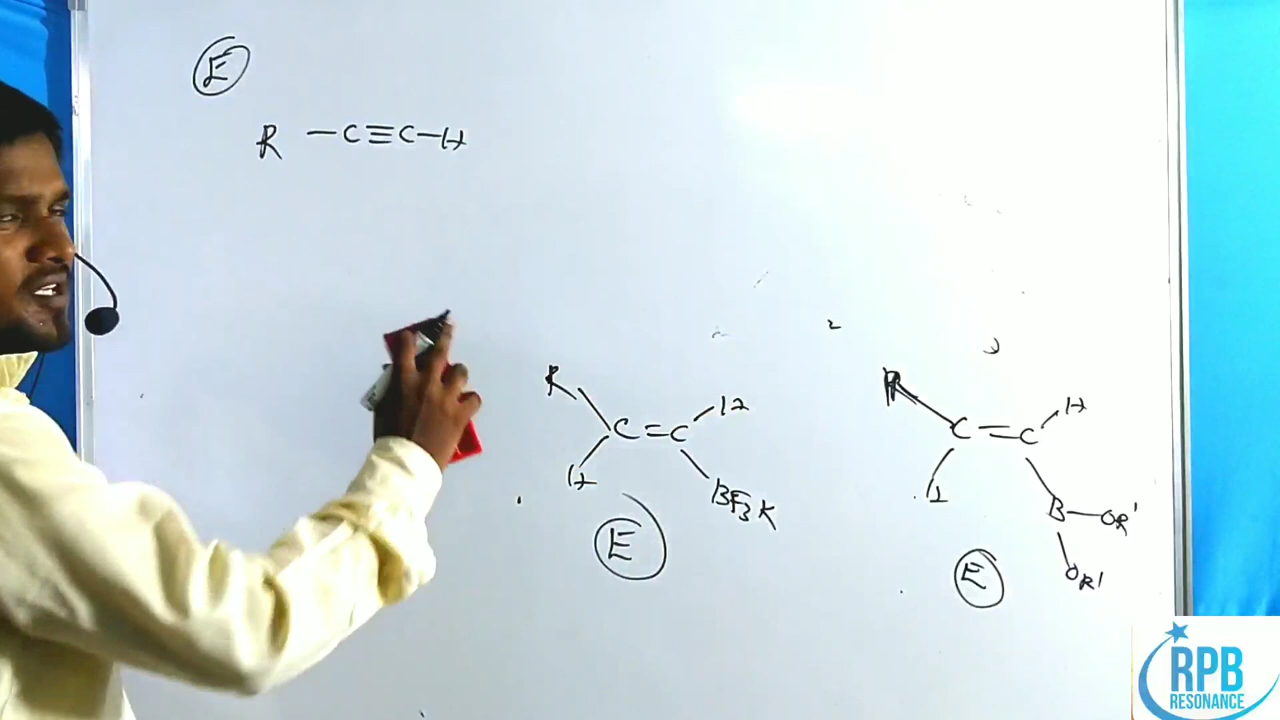 E
R —C≡C—H
R H
C=C
H BF3K
E
R H
C=C
H B—OR'
OR'
E
RPB
RESONANCE